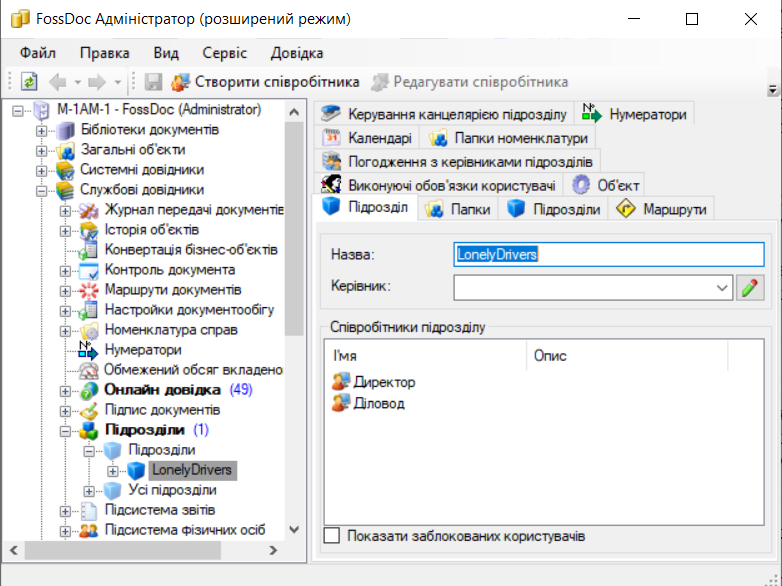 FossDoc Адміністратор (розширений режим)
Файл Правка Вид Сервіс Довідка
Створити співробітника Редагувати співробітника
M-1AM-1 - FossDoc (Administrator)
Бібліотеки документів
Загальні об'єкти
Системні довідники
Службові довідники
Журнал передачі документів
Історія об'єктів
Конвертація бізнес-об'єктів
Контроль документа
Маршрути документів
Настройки документообігу
Номенклатура справ
Нумератори
Обмежений обсяг вкладено
Онлайн довідка (49)
Підпис документів
Підрозділи (1)
Підрозділи
LonelyDrivers
Усі підрозділи
Підсистема звітів
Підсистема фізичних осіб
Керування канцелярією підрозділу Нумератори
Календарі Папки номенклатури
Погодження з керівниками підрозділів
Виконуючі обов'язки користувачі Об'єкт
Підрозділ Папки Підрозділи Маршрути
Назва: LonelyDrivers
Керівник:
Співробітники підрозділу
І'мя Опис
Директор
Діловод
Показати заблокованих користувачів